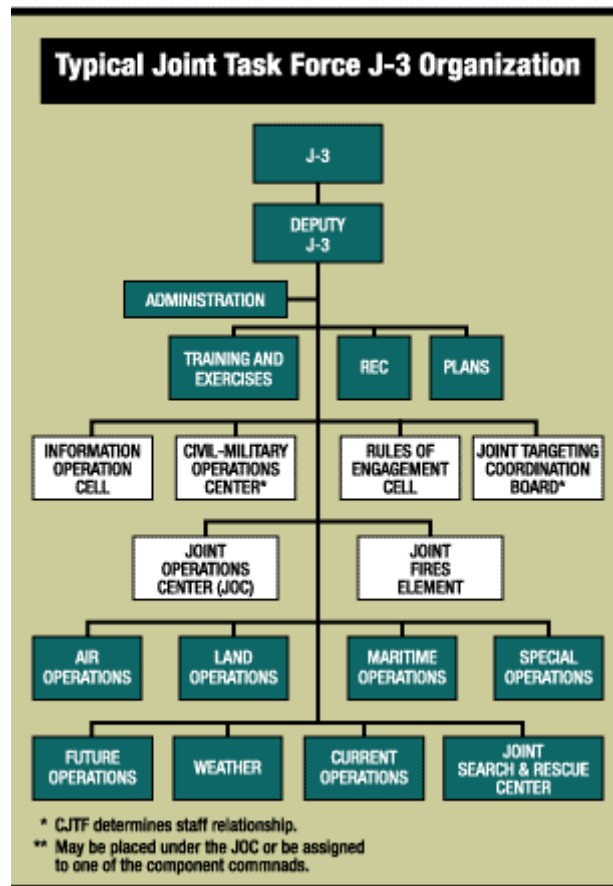 Typical Joint Task Force J-3 Organization
J-3
DEPUTY
J-3
ADMINISTRATION
TRAINING AND
EXERCISES
REC
PLANS
INFORMATION
OPERATION
CELL
CIVIL-MILITARY
OPERATIONS
CENTER*
RULES OF
ENGAGEMENT
CELL
JOINT TARGETING
COORDINATION
BOARD*
JOINT
OPERATIONS
CENTER (JOC)
JOINT
FIRES
ELEMENT
AIR
OPERATIONS
LAND
OPERATIONS
MARITIME
OPERATIONS
SPECIAL
OPERATIONS
FUTURE
OPERATIONS
WEATHER
CURRENT
OPERATIONS
JOINT
SEARCH & RESCUE
CENTER
* CJTF determines staff relationship.
** May be placed under the JOC or be assigned
to one of the component commnads.